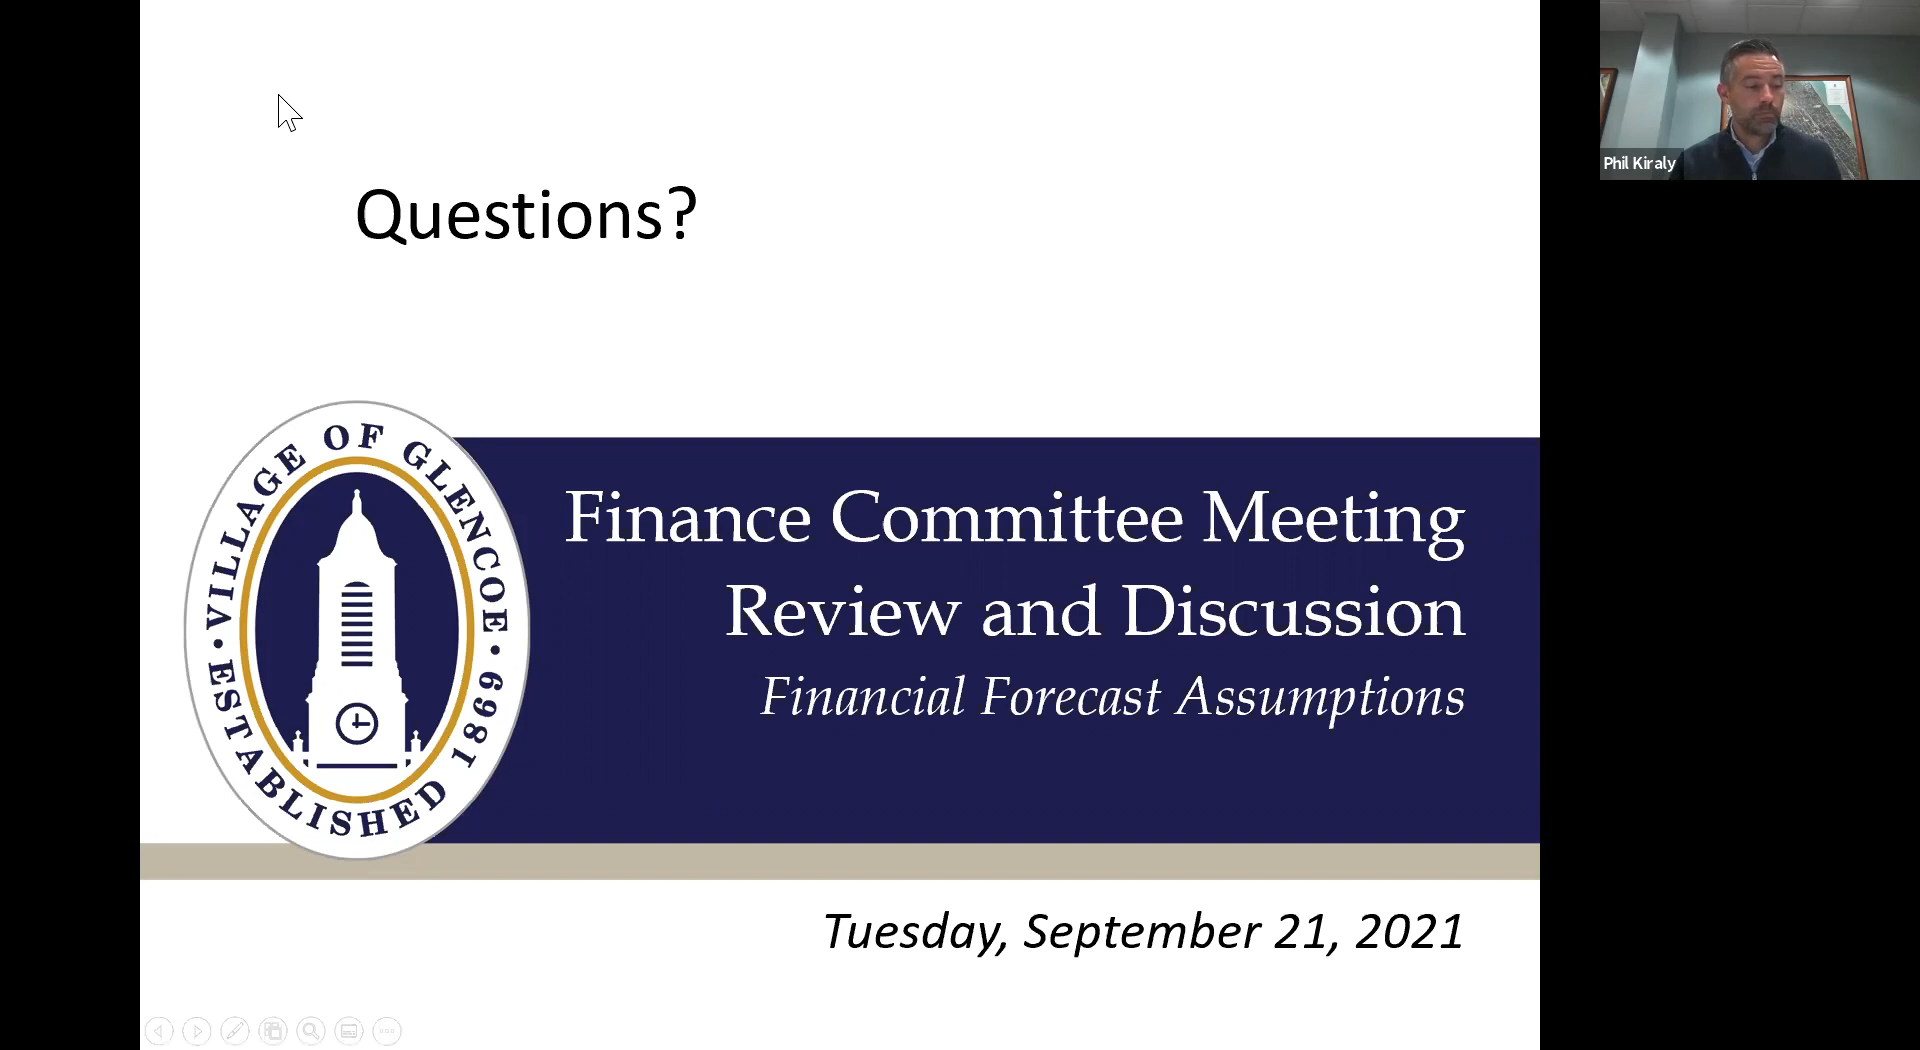 Questions?
VILLAGE OF GLENCOE
• ESTABLISHED 1869 •
Finance Committee Meeting
Review and Discussion
Financial Forecast Assumptions
Tuesday, September 21, 2021
Phil Kiraly